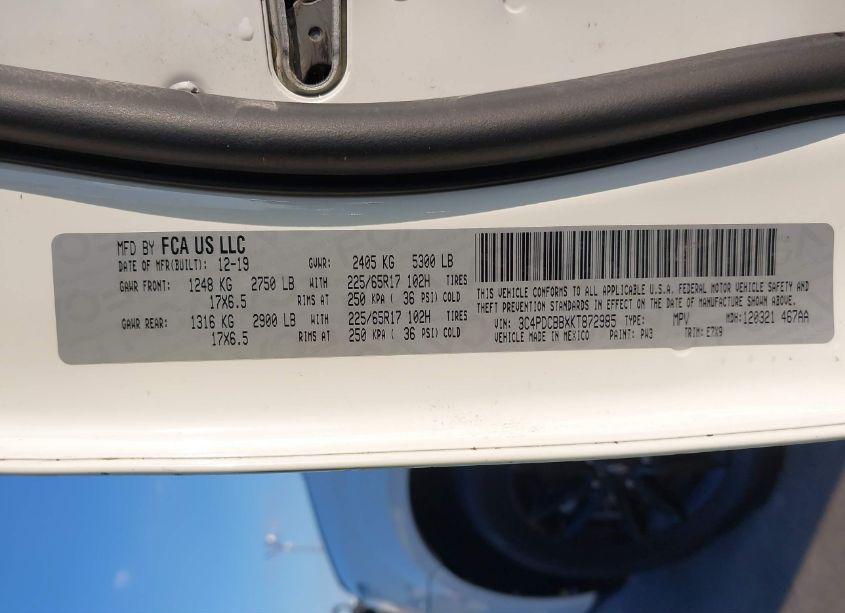 MFD BY FCA US LLC
DATE OF MFR(BUILT): 12-19 GVWR: 2405 KG 5300 LB
GAWR FRONT: 1248 KG 2750 LB WITH 225/65R17 102H TIRES
17X6.5 RIMS AT 250 KPA ( 36 PSI) COLD
GAWR REAR: 1316 KG 2900 LB WITH 225/65R17 102H TIRES
17X6.5 RIMS AT 250 KPA ( 36 PSI) COLD
THIS VEHICLE CONFORMS TO ALL APPLICABLE U.S.A. FEDERAL MOTOR VEHICLE SAFETY AND
THEFT PREVENTION STANDARDS IN EFFECT ON THE DATE OF MANUFACTURE SHOWN ABOVE.
VIN: 3C4PDCBBXKT872985 TYPE: MPV MDH:120321 467AA
VEHICLE MADE IN MEXICO PAINT: PW3 TRIM: E7X9